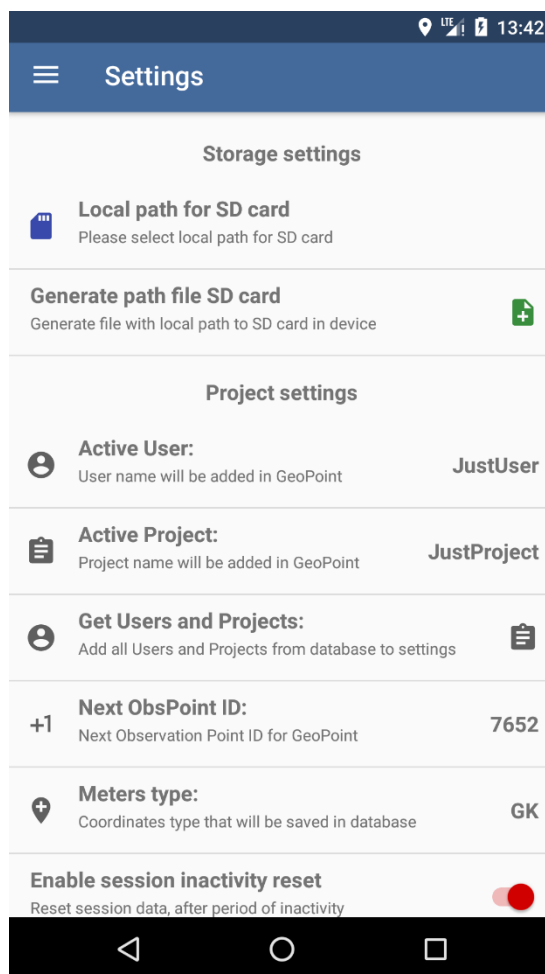 LTE 13:42
Settings
Storage settings
Local path for SD card
Please select local path for SD card
Generate path file SD card
Generate file with local path to SD card in device
Project settings
Active User:
User name will be added in GeoPoint
JustUser
Active Project:
Project name will be added in GeoPoint
JustProject
Get Users and Projects:
Add all Users and Projects from database to settings
+1
Next ObsPoint ID:
Next Observation Point ID for GeoPoint
7652
Meters type:
Coordinates type that will be saved in database
GK
Enable session inactivity reset
Reset session data, after period of inactivity